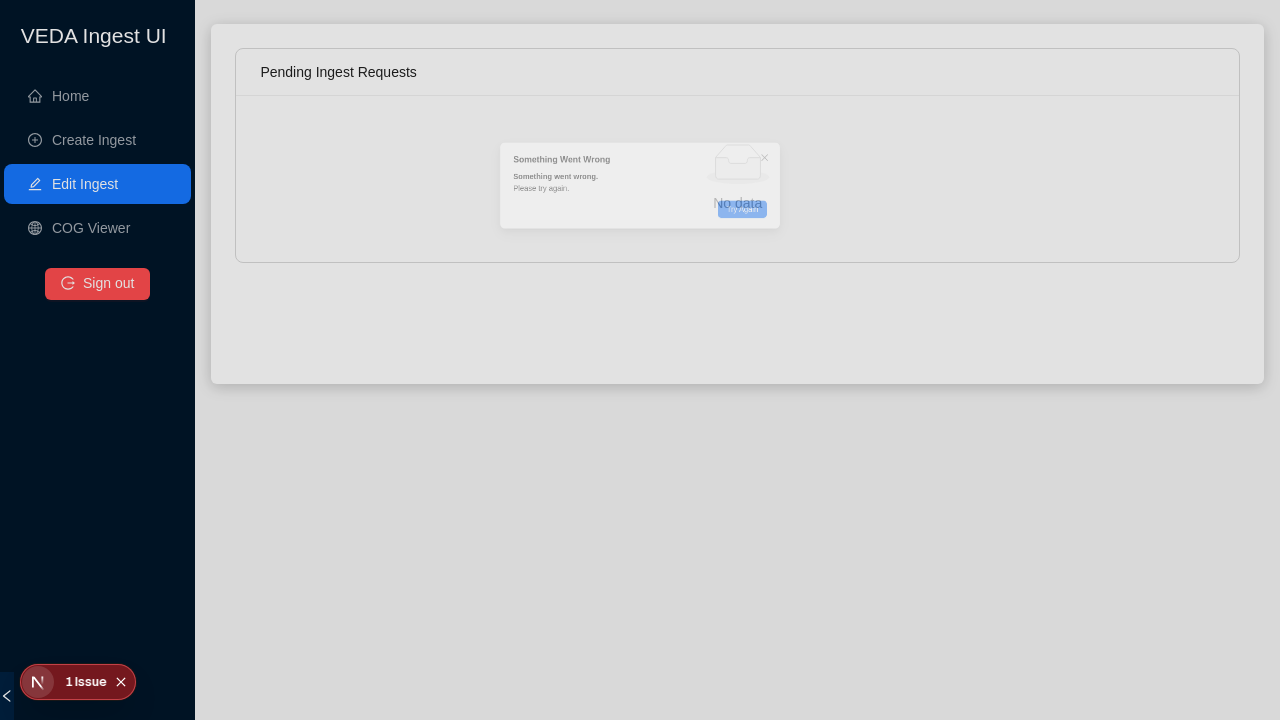 VEDA Ingest UI
Home
Create Ingest
Edit Ingest
COG Viewer
Sign out
Pending Ingest Requests
Something Went Wrong
Something went wrong.
Please try again.
No data
Try Again
1 Issue